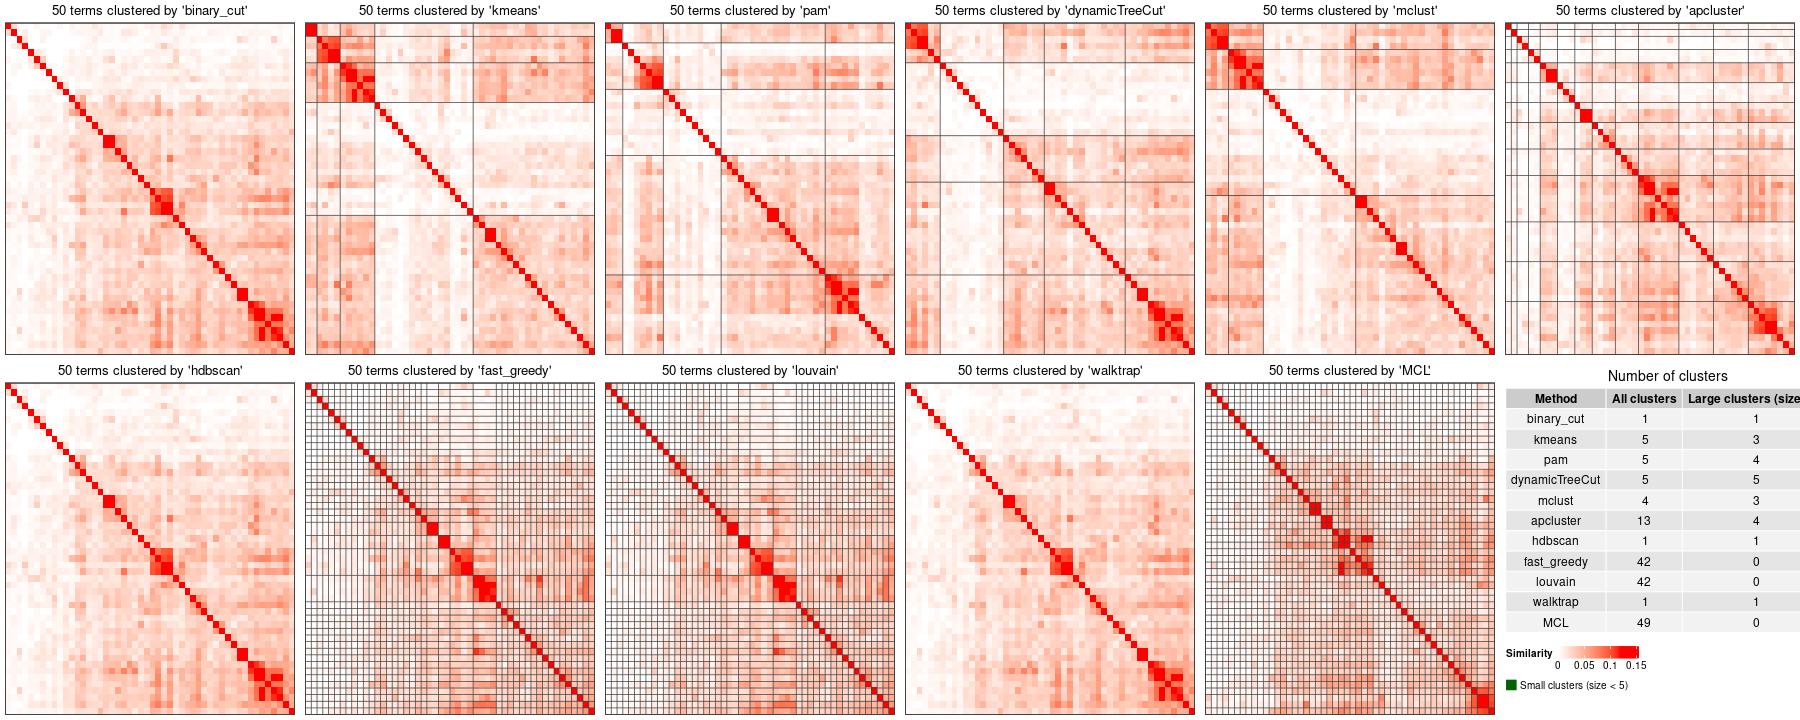 50 terms clustered by 'binary_cut'
50 terms clustered by 'kmeans'
50 terms clustered by 'pam'
50 terms clustered by 'dynamicTreeCut'
50 terms clustered by 'mclust'
50 terms clustered by 'apcluster'
50 terms clustered by 'hdbscan'
50 terms clustered by 'fast_greedy'
50 terms clustered by 'louvain'
50 terms clustered by 'walktrap'
50 terms clustered by 'MCL'
Number of clusters
Method All clusters Large clusters (size
binary_cut 1 1
kmeans 5 3
pam 5 4
dynamicTreeCut 5 5
mclust 4 3
apcluster 13 4
hdbscan 1 1
fast_greedy 42 0
louvain 42 0
walktrap 1 1
MCL 49 0
Similarity
0 0.05 0.1 0.15
Small clusters (size < 5)